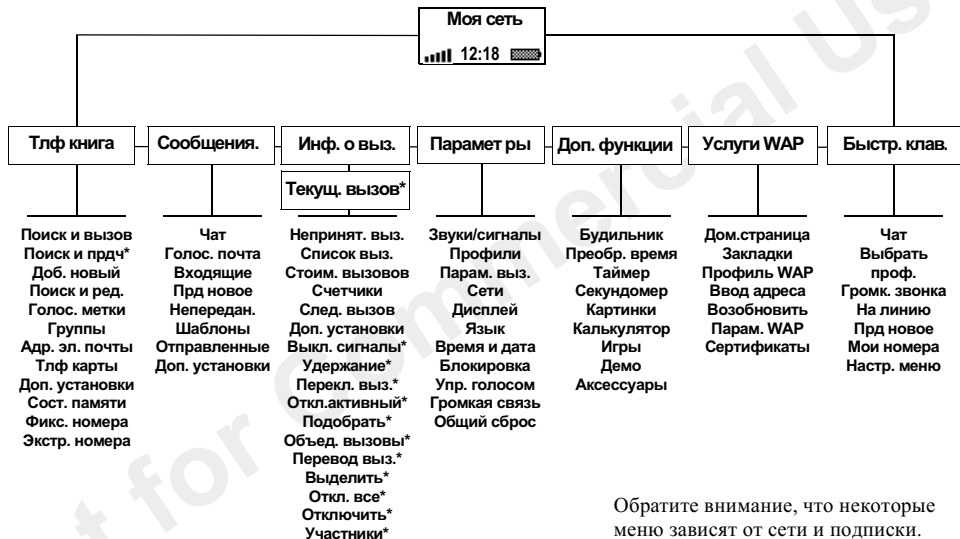 Моя сеть
12:18
Тлф книга
Сообщения.
Инф. о выз.
Парамет ры
Доп. функции
Услуги WAP
Быстр. клав.
Текущ. вызов*
Поиск и вызов
Поиск и прдч*
Доб. новый
Поиск и ред.
Голос. метки
Группы
Адр. эл. почты
Тлф карты
Доп. установки
Сост. памяти
Фикс. номера
Экстр. номера
Чат
Голос. почта
Входящие
Прд новое
Непередан.
Шаблоны
Отправленные
Доп. установки
Непринят. выз.
Список выз.
Стоим. вызовов
Счетчики
След. вызов
Доп. установки
Выкл. сигналы*
Удержание*
Перекл. выз.*
Откл.активный*
Подобрать*
Объед. вызовы*
Перевод выз.*
Выделить*
Откл. все*
Отключить*
Участники*
Звуки/сигналы
Профили
Парам. выз.
Сети
Дисплей
Язык
Время и дата
Блокировка
Упр. голосом
Громкая связь
Общий сброс
Будильник
Преобр. время
Таймер
Секундомер
Картинки
Калькулятор
Игры
Демо
Аксессуары
Дом.страница
Закладки
Профиль WAP
Ввод адреса
Возобновить
Парам. WAP
Сертификаты
Чат
Выбрать
проф.
Громк. звонка
На линию
Прд новое
Мои номера
Настр. меню
Обратите внимание, что некоторые
меню зависят от сети и подписки.
t for Commercial Us